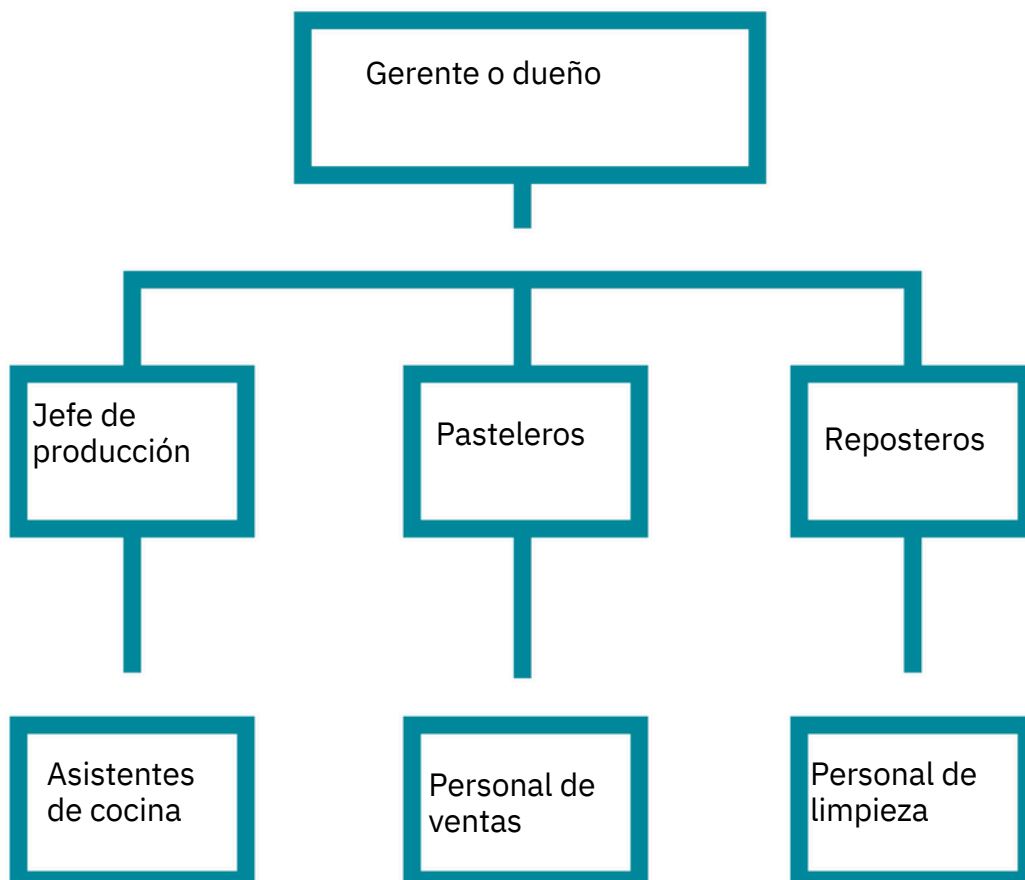 Gerente o dueño
Jefe de
producción
Pasteleros
Reposteros
Asistentes
de cocina
Personal de
ventas
Personal de
limpieza